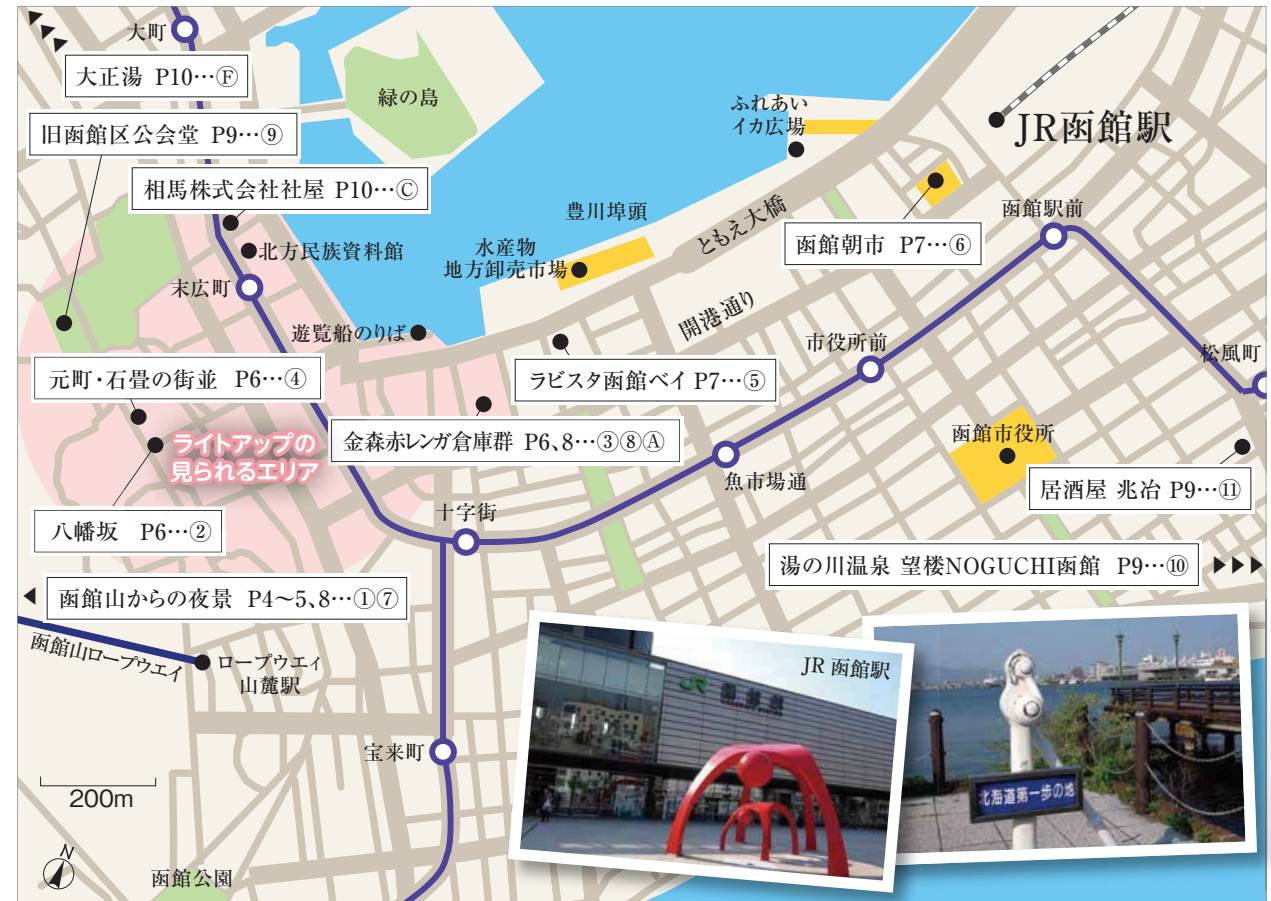 大町
大正湯 P10…Ⓕ
緑の島
ふれあい
イカ広場
JR函館駅
旧函館区公会堂 P9…⑨
相馬株式会社社屋 P10…Ⓒ
豊川埠頭
ともえ大橋
函館駅前
函館朝市 P7…⑥
北方民族資料館
水産物
地方卸売市場
末広町
開港通り
遊覧船のりば
市役所前
松風町
元町・石畳の街並 P6…④
ラビスタ函館ベイ P7…⑤
ライトアップの
見られるエリア
金森赤レンガ倉庫群 P6、8…③⑧Ⓐ
函館市役所
魚市場通
居酒屋 兆治 P9…⑪
八幡坂 P6…②
十字街
湯の川温泉 望楼NOGUCHI函館 P9…⑩ ▶▶▶
◀ 函館山からの夜景 P4〜5、8…①⑦
函館山ロープウエイ
ロープウエイ
山麓駅
JR 函館駅
JR 函館駅
北海道第一歩の地
宝来町
200m
N
函館公園